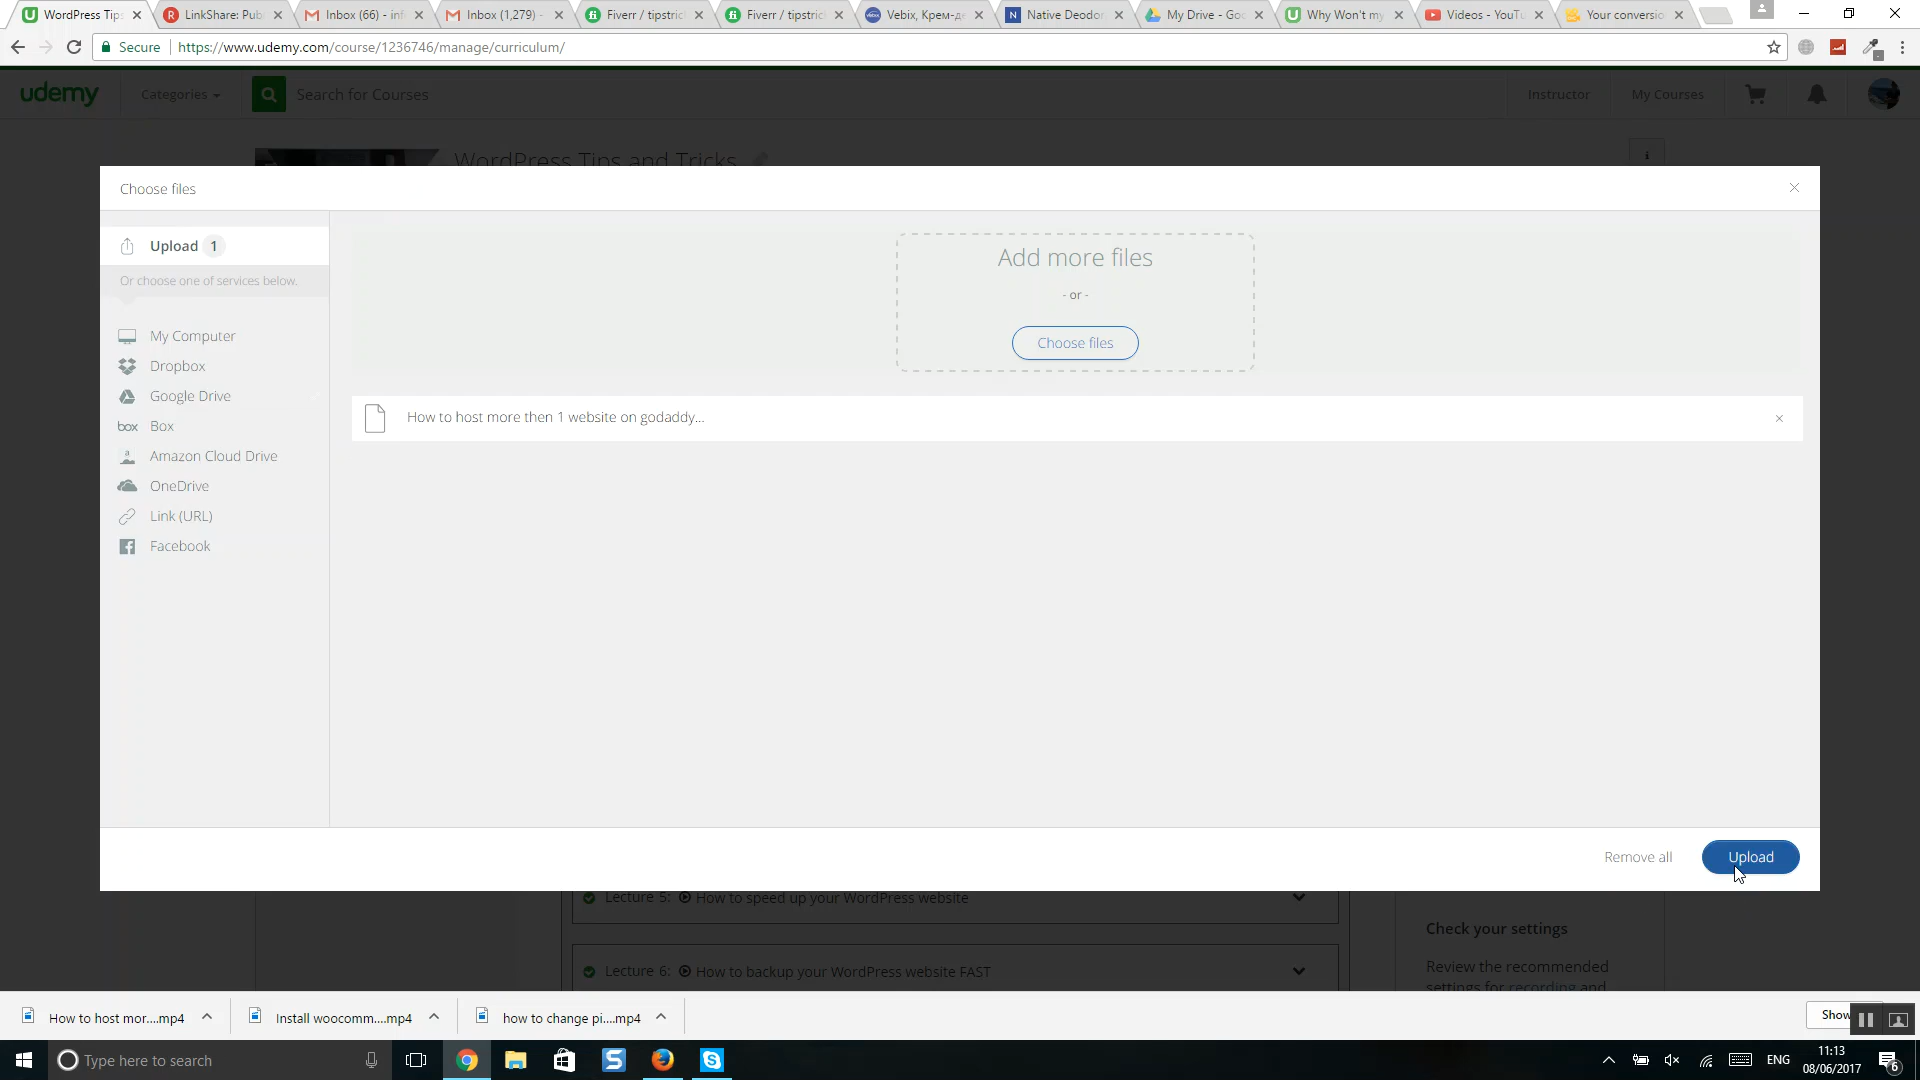 WordPress Tips
LinkShare: Pub
Inbox (66) - inf
Inbox (1,279) -
Fiverr / tipstric
Fiverr / tipstric
Vebix, Крем-д
Native Deodor
My Drive - Goo
Why Won't my
Videos - YouTu
Your conversio
Secure
https://www.udemy.com/course/1236746/manage/curriculum/
udemy
Categories
Search for Courses
Instructor
My Courses
WordPress Tips and Tricks
Choose files
Upload 1
Or choose one of services below.
My Computer
Dropbox
Google Drive
box Box
Amazon Cloud Drive
OneDrive
Link (URL)
Facebook
Add more files
- or -
Choose files
How to host more then 1 website on godaddy...
Remove all
Upload
Lecture 5: How to speed up your WordPress website
Lecture 6: How to backup your WordPress website FAST
Check your settings
Review the recommended
settings for recording and
How to host mor....mp4
Install woocomm....mp4
how to change pi....mp4
Show
Type here to search
ENG
11:13
08/06/2017
6